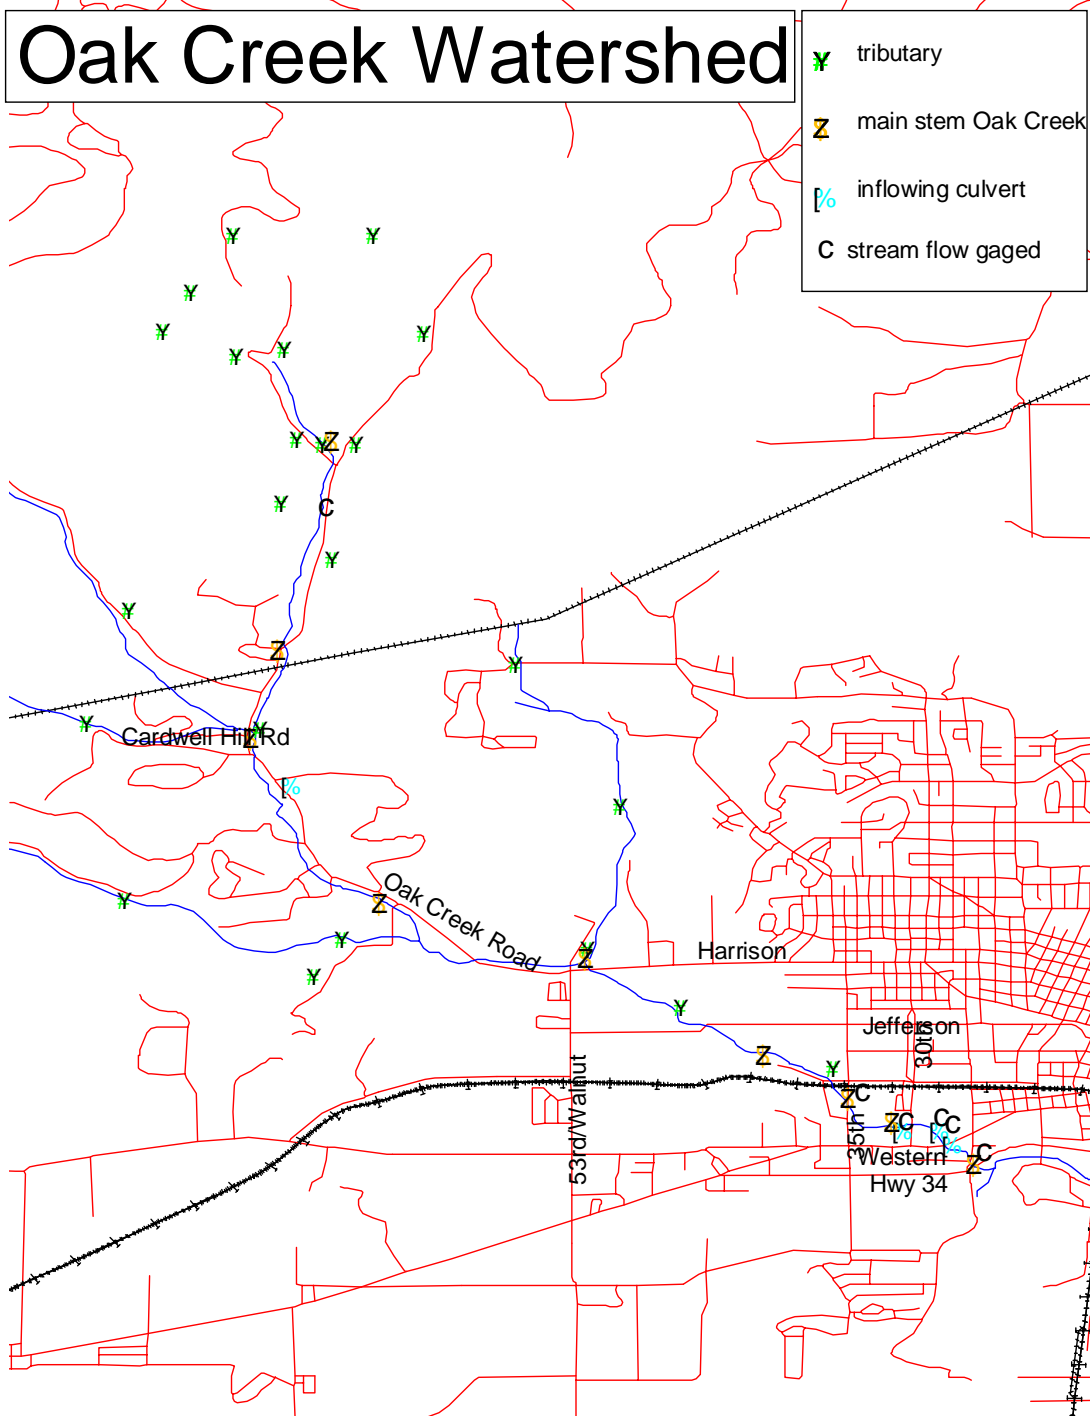 Oak Creek Watershed
tributary
main stem Oak Creek
inflowing culvert
C stream flow gaged
Cardwell Hill Rd
Oak Creek Road
Harrison
Jefferson
30th
53rd/Walnut
35th
Western
Hwy 34